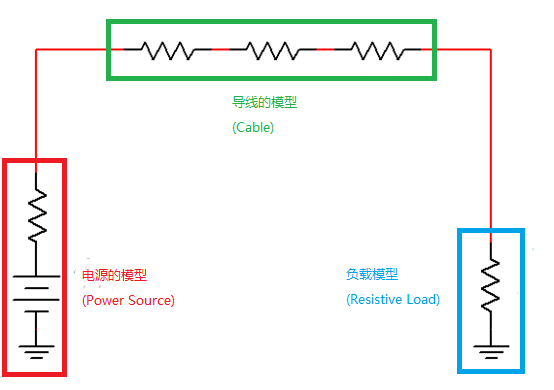 导线的模型
(Cable)
电源的模型
(Power Source)
负载模型
(Resistive Load)